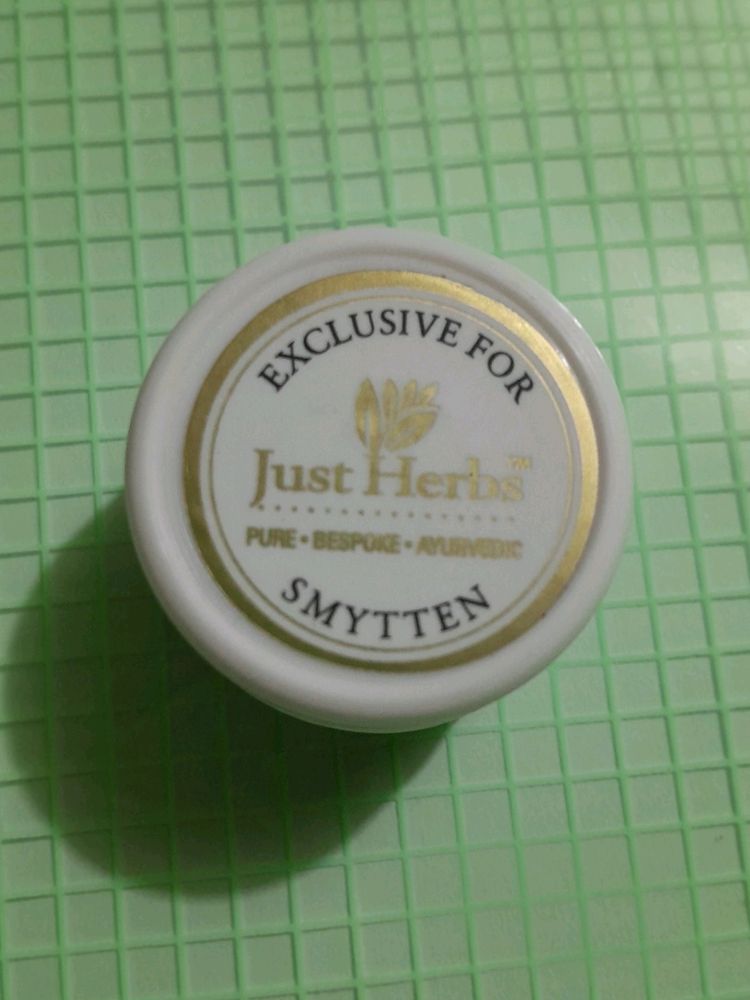 EXCLUSIVE FOR
Just Herbs™
PURE • BESPOKE • AYURVEDIC
SMYTTEN